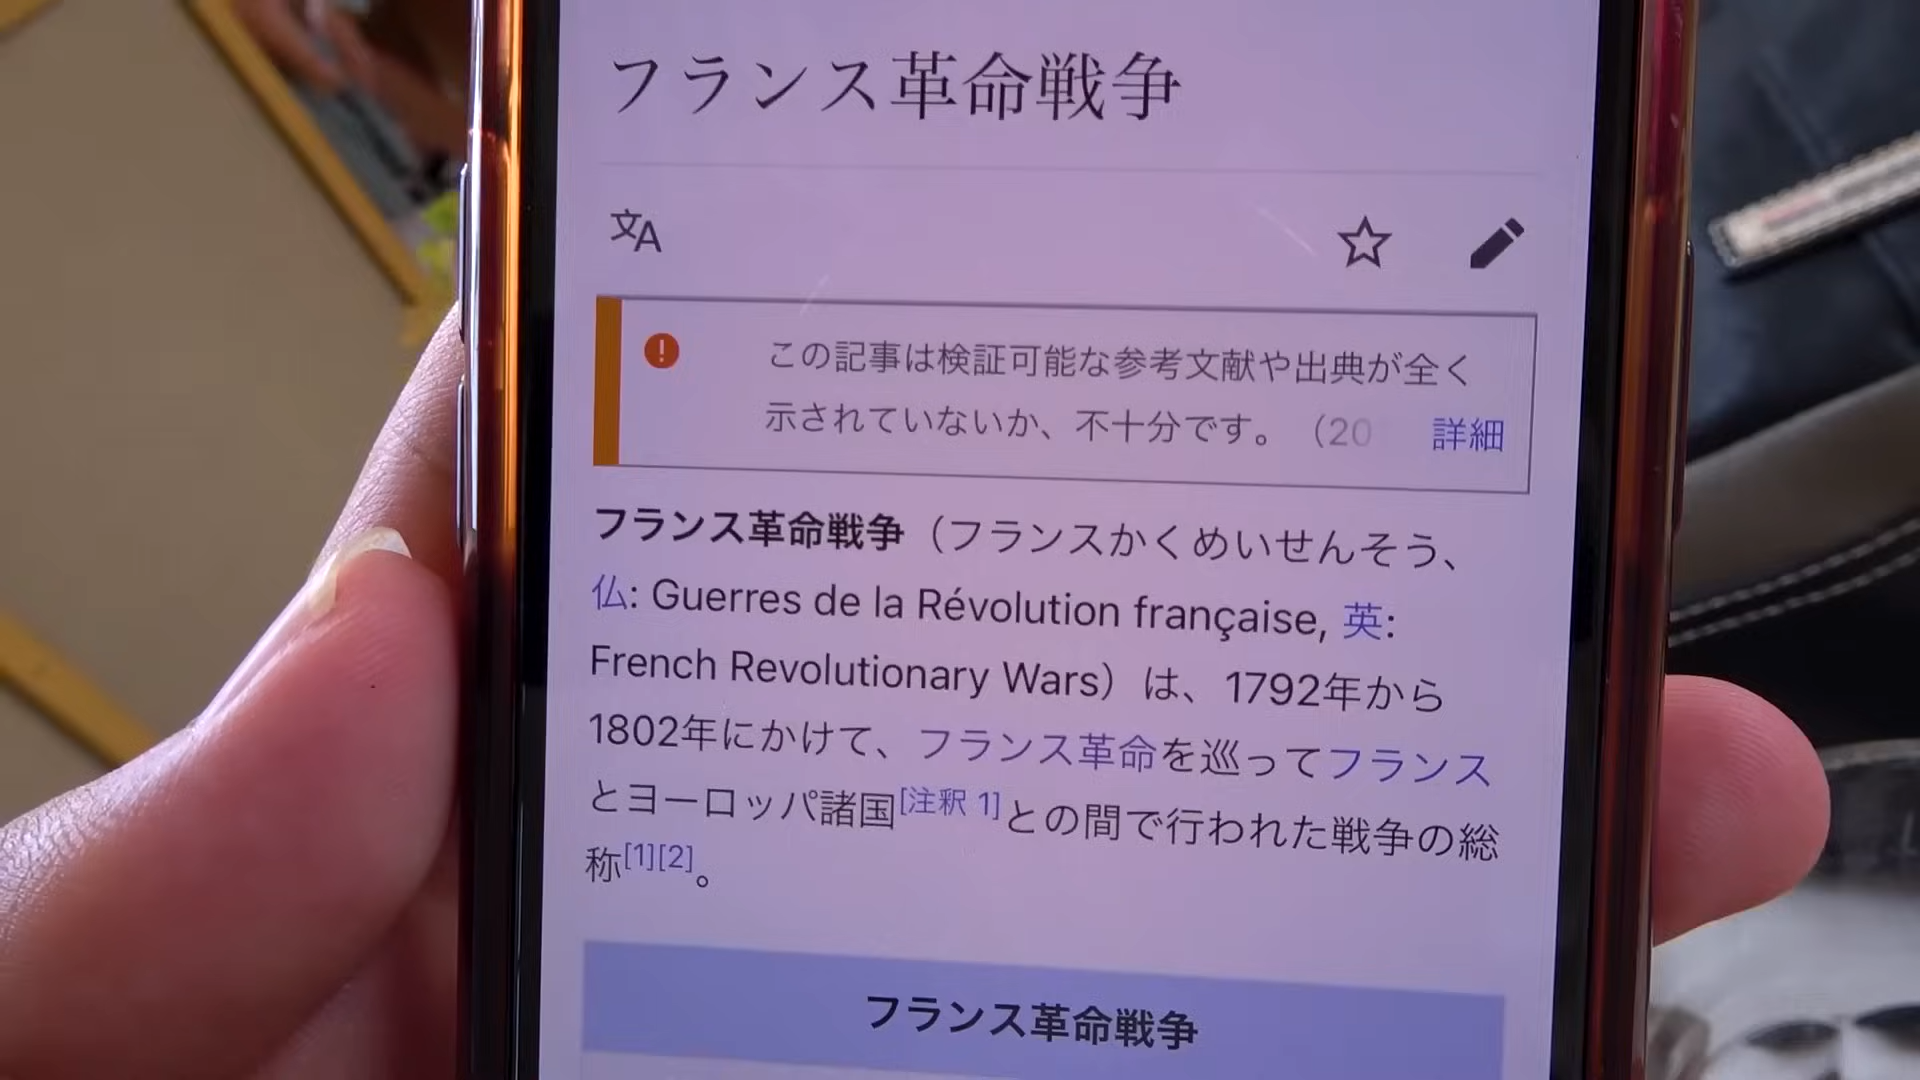 フランス革命戦争
文A
この記事は検証可能な参考文献や出典が全く
示されていないか、不十分です。（20 詳細
フランス革命戦争（フランスかくめいせんそう、
仏: Guerres de la Révolution française, 英:
French Revolutionary Wars）は、1792年から
1802年にかけて、フランス革命を巡ってフランス
とヨーロッパ諸国[注釈 1]との間で行われた戦争の総
称[1][2]。
フランス革命戦争